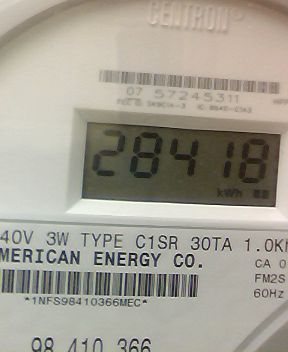 CENTRON®
07 57245311
28418
kWh
40V 3W TYPE C1SR 30TA 1.0K
MERICAN ENERGY CO.
CA 0
FM2S
60Hz
*1NFS98410366MEC*
98 410 366